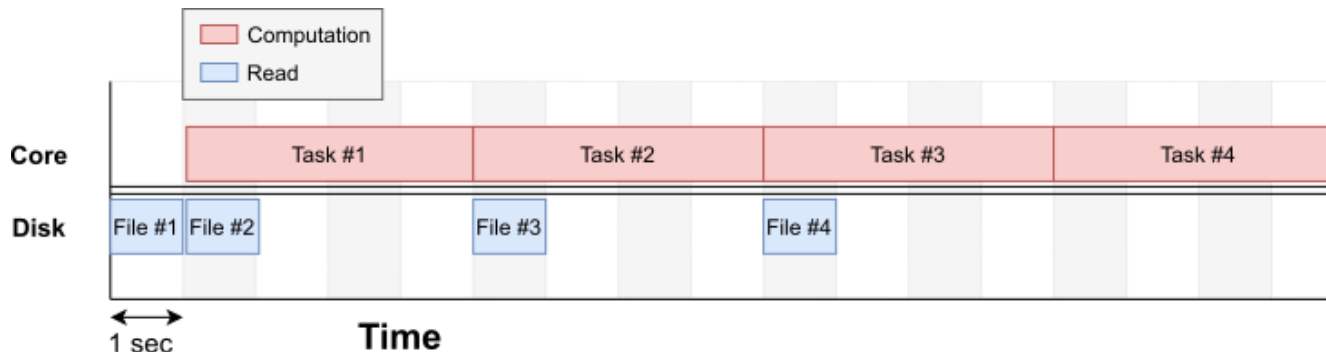 Computation
Read
Core
Task #1
Task #2
Task #3
Task #4
Disk
File #1
File #2
File #3
File #4
1 sec
Time